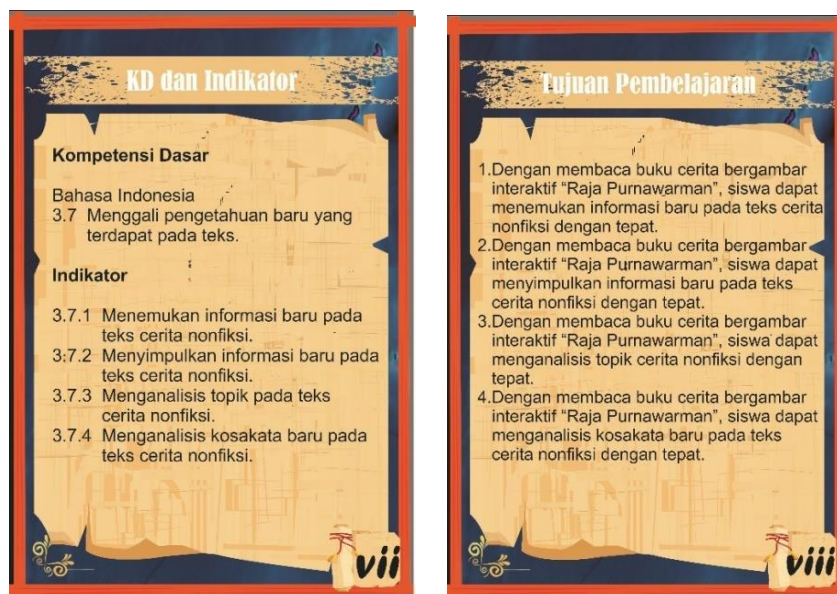 KD dan Indikator
Kompetensi Dasar
Bahasa Indonesia
3.7 Menggali pengetahuan baru yang
terdapat pada teks.
Indikator
3.7.1 Menemukan informasi baru pada
teks cerita nonfiksi.
3.7.2 Menyimpulkan informasi baru pada
teks cerita nonfiksi.
3.7.3 Menganalisis topik pada teks
cerita nonfiksi.
3.7.4 Menganalisis kosakata baru pada
teks cerita nonfiksi.
vii
Tujuan Pembelajaran
1.Dengan membaca buku cerita bergambar
interaktif “Raja Purnawarman”, siswa dapat
menemukan informasi baru pada teks cerita
nonfiksi dengan tepat.
2.Dengan membaca buku cerita bergambar
interaktif “Raja Purnawarman”, siswa dapat
menyimpulkan informasi baru pada teks
cerita nonfiksi dengan tepat.
3.Dengan membaca buku cerita bergambar
interaktif “Raja Purnawarman”, siswa dapat
menganalisis topik cerita nonfiksi dengan
tepat.
4.Dengan membaca buku cerita bergambar
interaktif “Raja Purnawarman”, siswa dapat
menganalisis kosakata baru pada teks
cerita nonfiksi dengan tepat.
viii